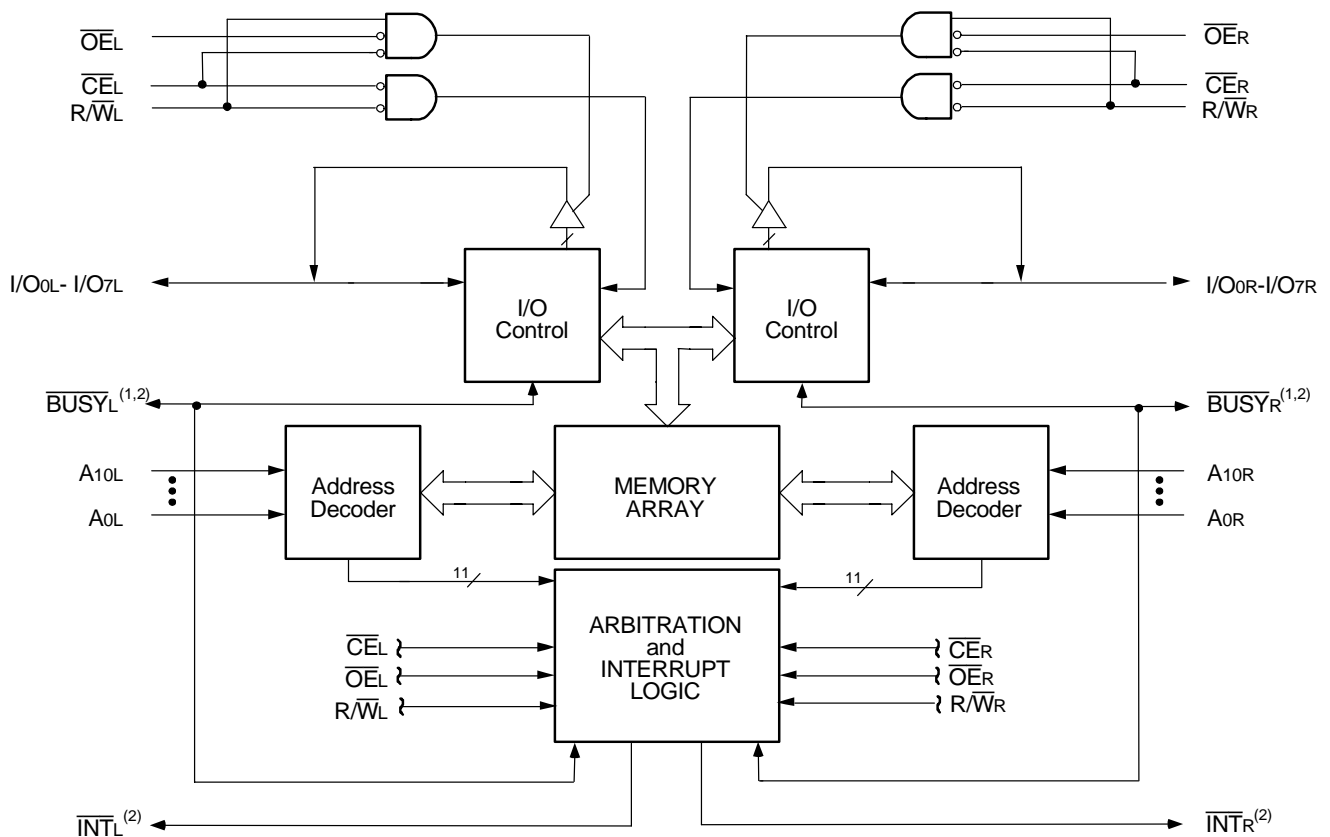 OEL
OER
CEL
CER
R/WL
R/WR
I/O0L- I/O7L
I/O
Control
I/O
Control
I/O0R-I/O7R
BUSYL(1,2)
BUSYR(1,2)
A10L
A0L
Address
Decoder
MEMORY
ARRAY
Address
Decoder
A10R
A0R
11
11
ARBITRATION
and
INTERRUPT
LOGIC
CEL
OEL
R/WL
CER
OER
R/WR
INTL(2)
INTR(2)